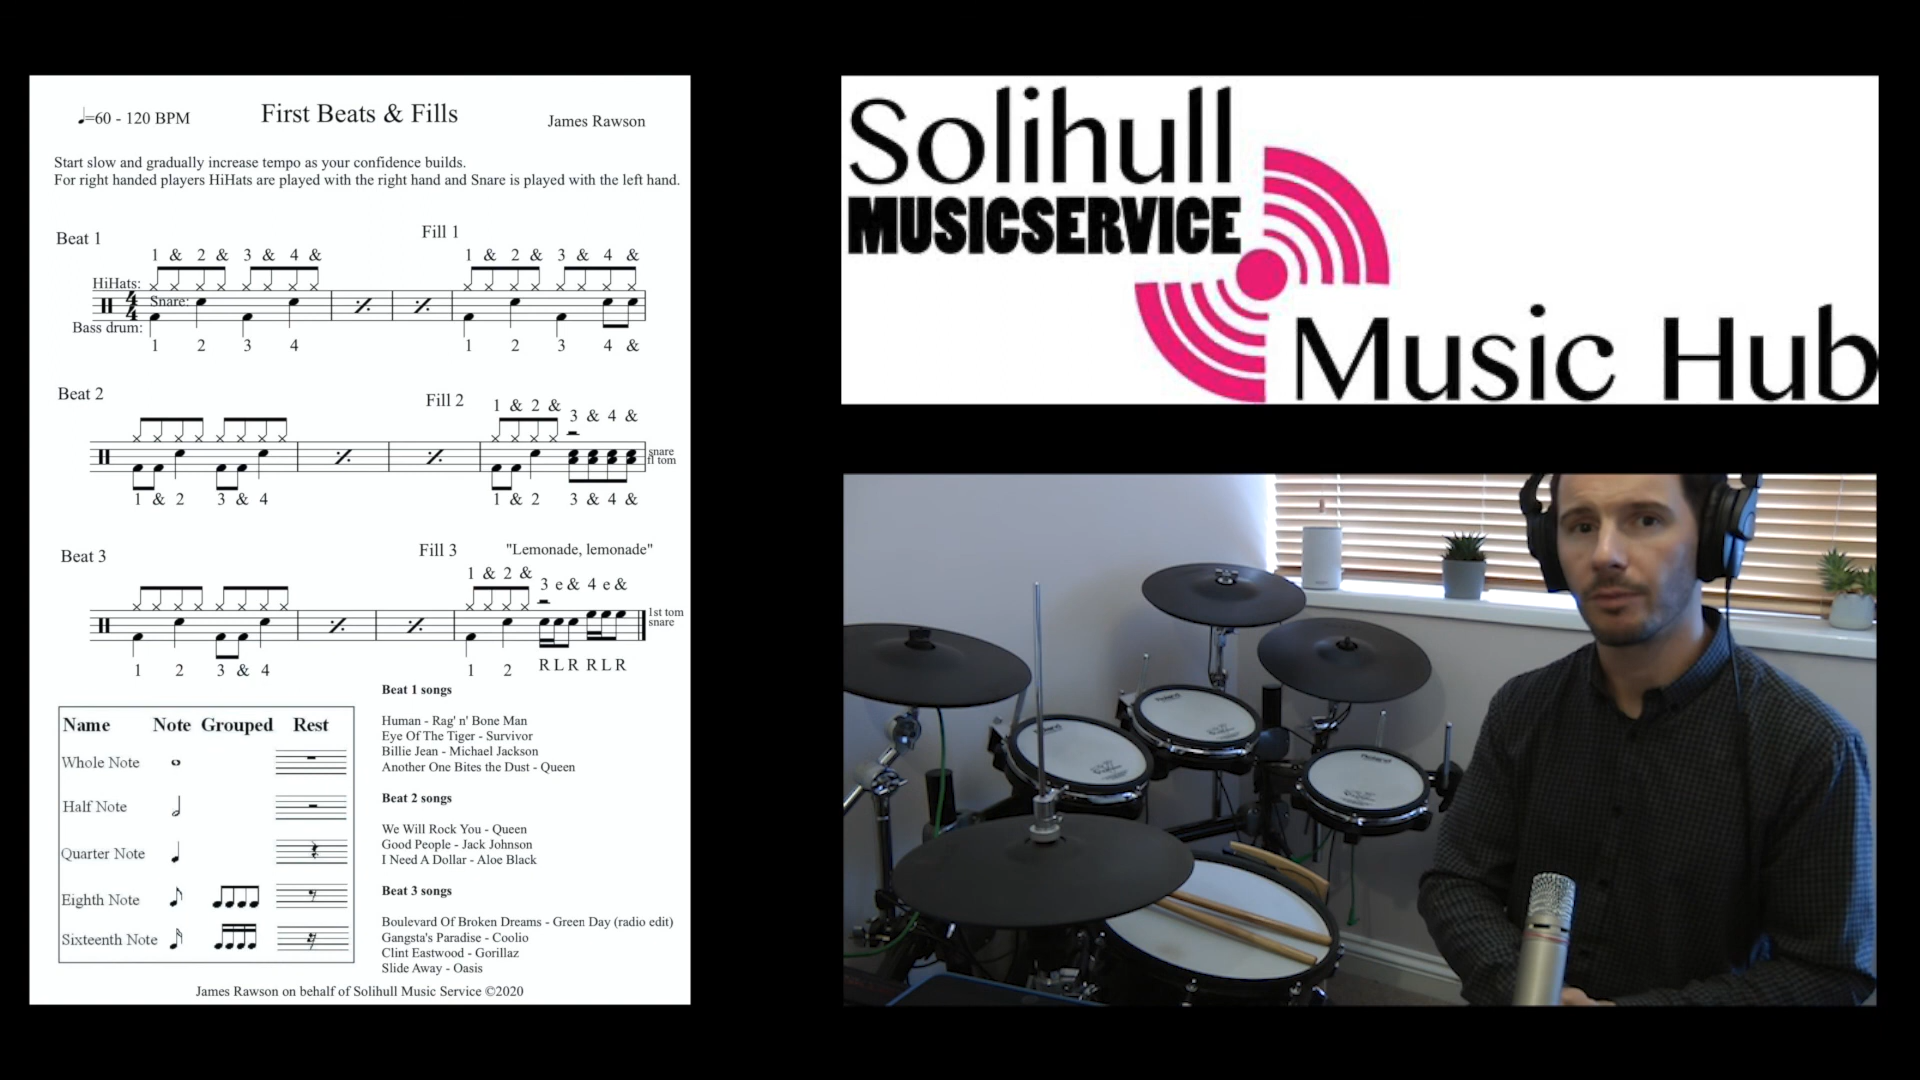 ♩=60 - 120 BPM
First Beats & Fills
James Rawson
Start slow and gradually increase tempo as your confidence builds.
For right handed players HiHats are played with the right hand and Snare is played with the left hand.
Beat 1
Fill 1
1 & 2 & 3 & 4 &
1 & 2 & 3 & 4 &
HiHats:
Snare:
4
4
Bass drum:
1 2 3 4
1 2 3 4 &
Beat 2
Fill 2
1 & 2 &
3 & 4 &
snare
fl tom
1 & 2 3 & 4
1 & 2 3 & 4 &
Beat 3
Fill 3
"Lemonade, lemonade"
1 & 2 &
3 e & 4 e &
1st tom
snare
1 2 3 & 4
1 2 R L R R L R
Name Note Grouped Rest
Whole Note
Half Note
Quarter Note
Eighth Note
Sixteenth Note
Beat 1 songs
Human - Rag' n' Bone Man
Eye Of The Tiger - Survivor
Billie Jean - Michael Jackson
Another One Bites the Dust - Queen
Beat 2 songs
We Will Rock You - Queen
Good People - Jack Johnson
I Need A Dollar - Aloe Black
Beat 3 songs
Boulevard Of Broken Dreams - Green Day (radio edit)
Gangsta's Paradise - Coolio
Clint Eastwood - Gorillaz
Slide Away - Oasis
James Rawson on behalf of Solihull Music Service ©2020
Solihull
MUSICSERVICE
Music Hub
Roland
Roland
Roland